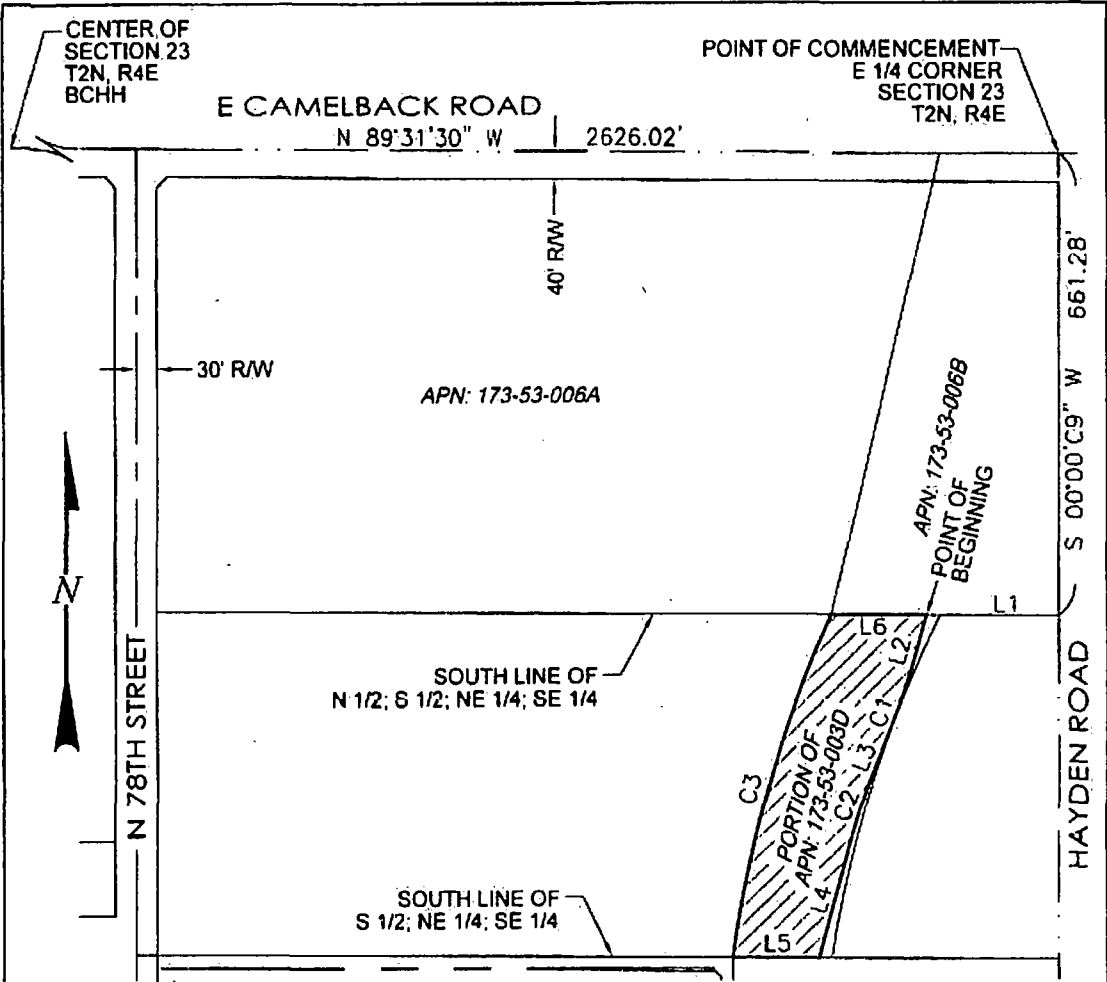 CENTER OF
SECTION 23
T2N, R4E
BCHH
POINT OF COMMENCEMENT
E 1/4 CORNER
SECTION 23
T2N, R4E
E CAMELBACK ROAD
N 89°31'30" W 2626.02'
40' R/W
30' R/W
APN: 173-53-006A
S 00°00'C9" W 661.28'
APN: 173-53-006B
POINT OF
BEGINNING
N
L1
L6
L2
SOUTH LINE OF
N 1/2; S 1/2; NE 1/4; SE 1/4
N 78TH STREET
HAYDEN ROAD
C1
L3
C2
C3
PORTION OF
APN: 173-53-003D
L4
SOUTH LINE OF
S 1/2; NE 1/4; SE 1/4
L5